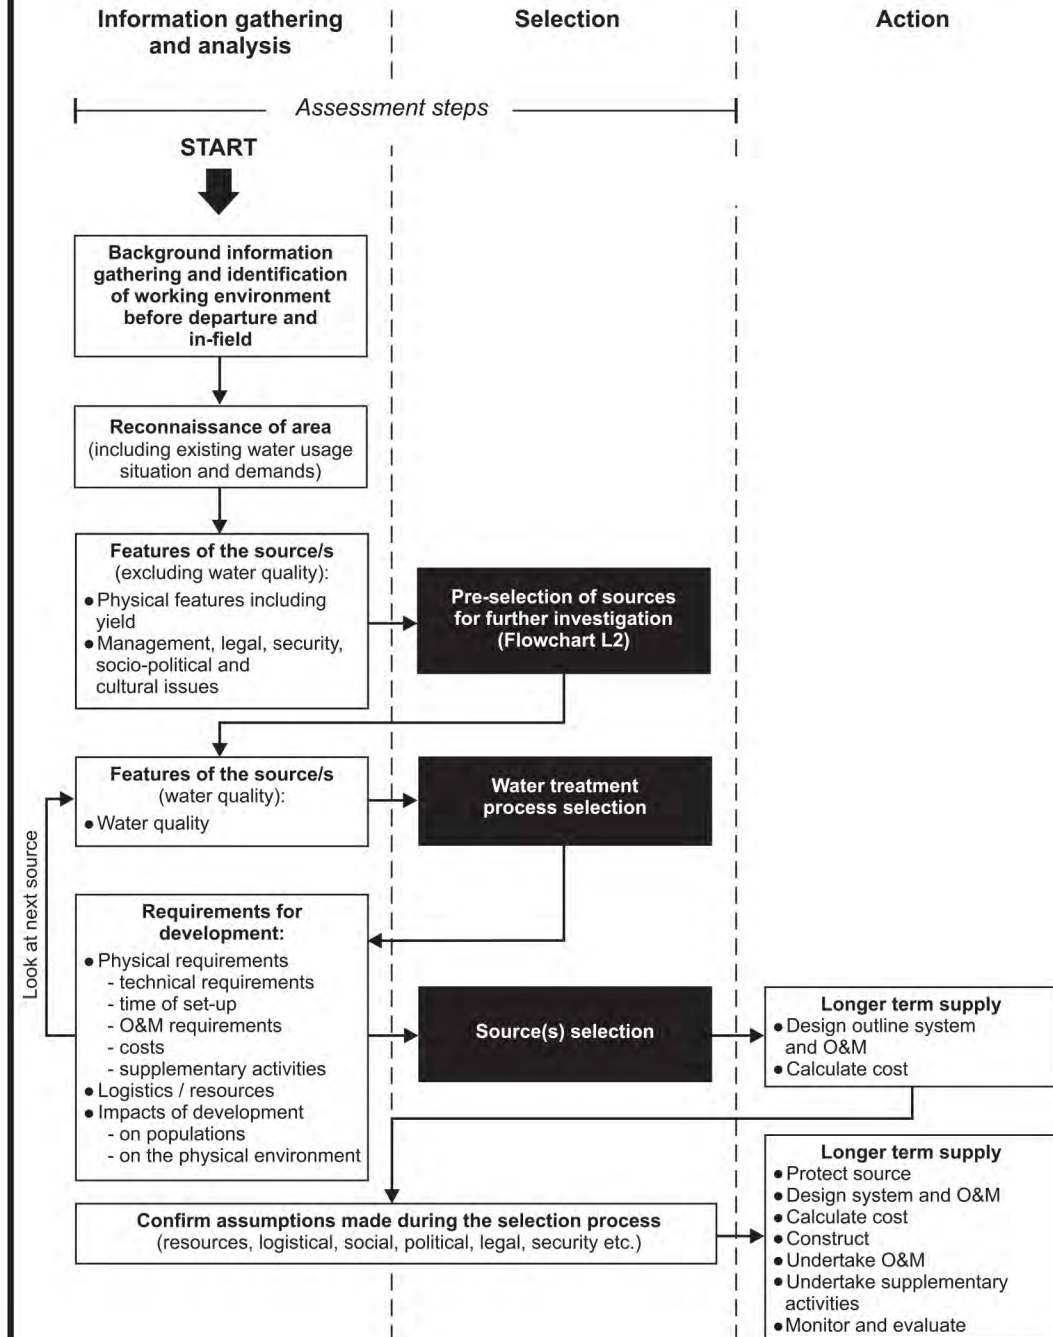 Information gathering
and analysis
Selection
Action
Assessment steps
START
Background information
gathering and identification
of working environment
before departure and
in-field
Reconnaissance of area
(including existing water usage
situation and demands)
Features of the source/s
(excluding water quality):
● Physical features including
yield
● Management, legal, security,
socio-political and
cultural issues
Pre-selection of sources
for further investigation
(Flowchart L2)
Features of the source/s
(water quality):
● Water quality
Water treatment
process selection
Look at next source
Requirements for
development:
● Physical requirements
- technical requirements
- time of set-up
- O&M requirements
- costs
- supplementary activities
● Logistics / resources
● Impacts of development
- on populations
- on the physical environment
Source(s) selection
Longer term supply
● Design outline system
and O&M
● Calculate cost
Confirm assumptions made during the selection process
(resources, logistical, social, political, legal, security etc.)
Longer term supply
● Protect source
● Design system and O&M
● Calculate cost
● Construct
● Undertake O&M
● Undertake supplementary
activities
● Monitor and evaluate